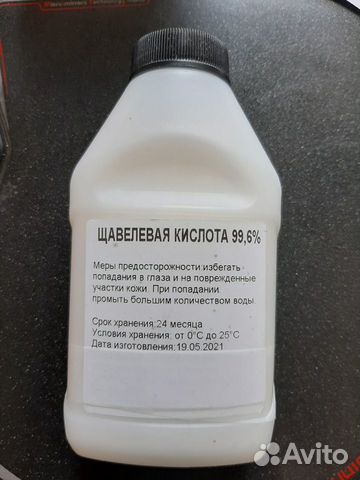 ЩАВЕЛЕВАЯ КИСЛОТА 99,6%
Меры предосторожности:избегать
попадания в глаза и на поврежденные
участки кожи. При попадании
промыть большим количеством воды
Срок хранения:24 месяца
Условия хранения: от 0°С до 25°С
Дата изготовления:19.05.2021
Avito